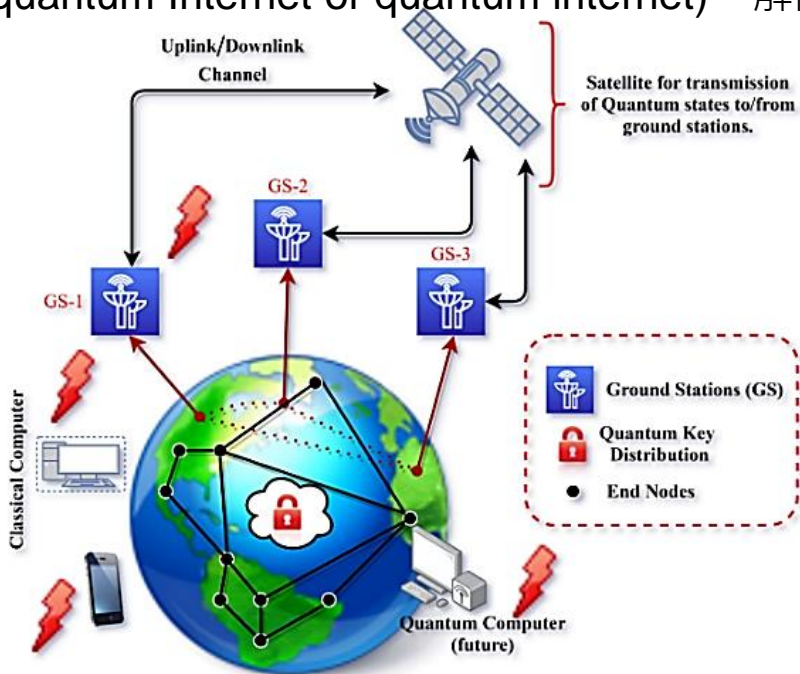 quantum Internet or quantum internet)
Uplink/Downlink
Channel
Satellite for transmission
of Quantum states to/from
ground stations.
GS-2
GS-3
GS-1
Ground Stations (GS)
Quantum Key
Distribution
End Nodes
Classical Computer
Quantum Computer
(future)